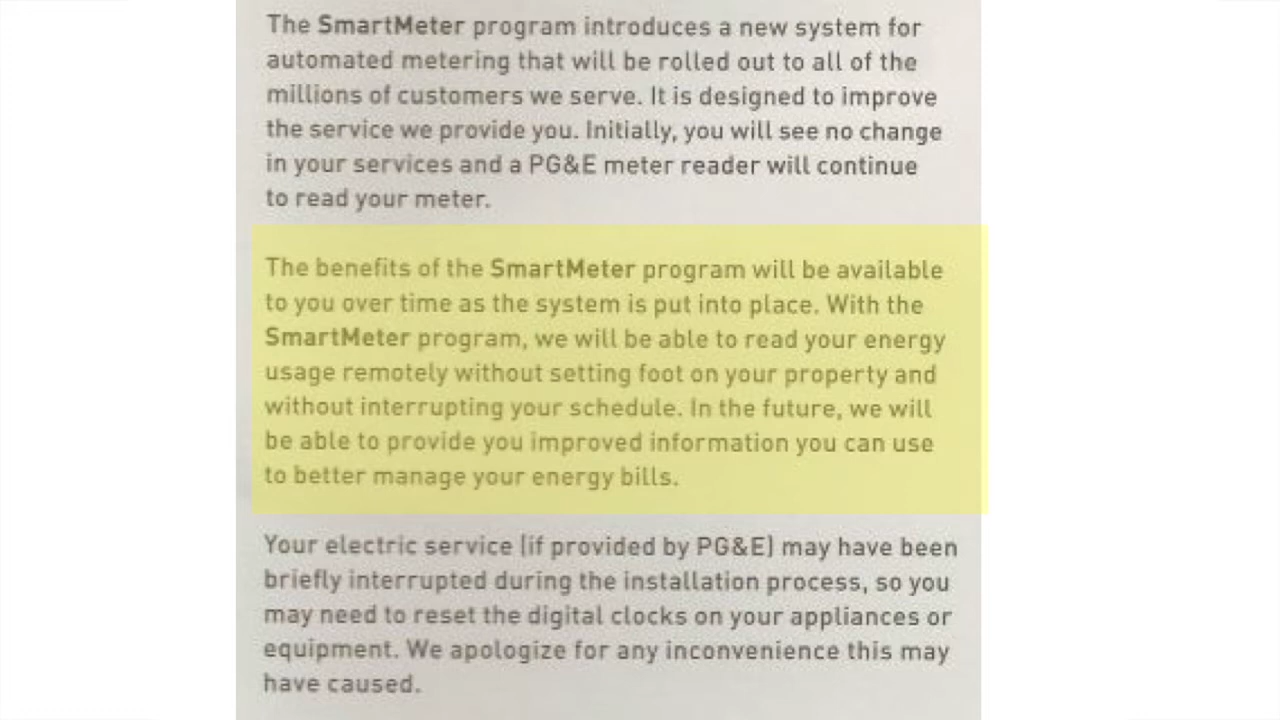 The SmartMeter program introduces a new system for
automated metering that will be rolled out to all of the
millions of customers we serve. It is designed to improve
the service we provide you. Initially, you will see no change
in your services and a PG&E meter reader will continue
to read your meter.
The benefits of the SmartMeter program will be available
to you over time as the system is put into place. With the
SmartMeter program, we will be able to read your energy
usage remotely without setting foot on your property and
without interrupting your schedule. In the future, we will
be able to provide you improved information you can use
to better manage your energy bills.
Your electric service (if provided by PG&E) may have been
briefly interrupted during the installation process, so you
may need to reset the digital clocks on your appliances or
equipment. We apologize for any inconvenience this may
have caused.